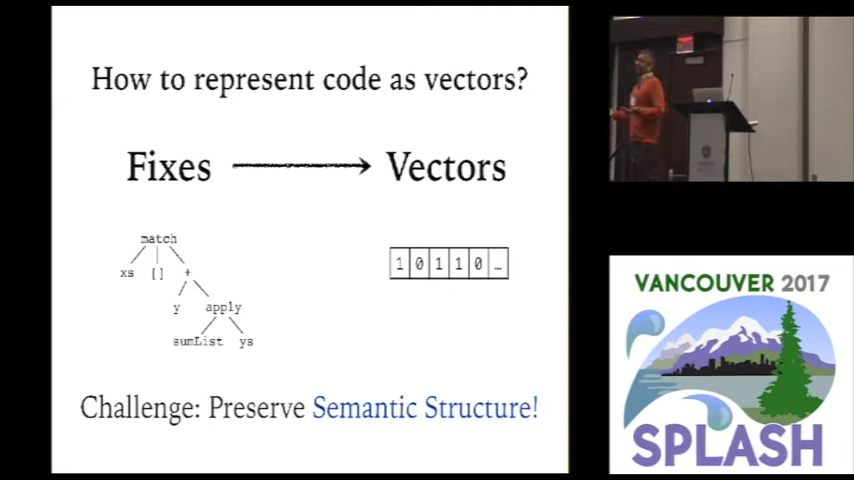 How to represent code as vectors?
Fixes
Vectors
match
xs [] +
y apply
sumList ys
1 0 1 1 0 …
Challenge: Preserve Semantic Structure!
VANCOUVER 2017
SPLASH